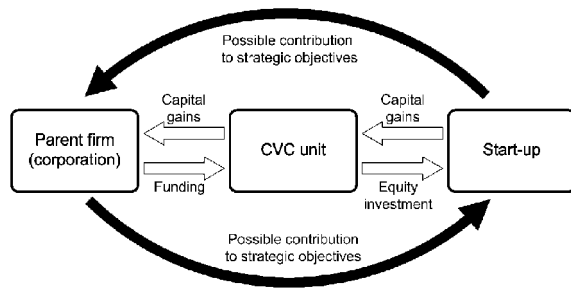 Possible contribution
to strategic objectives
Capital
gains
Capital
gains
Parent firm
(corporation)
CVC unit
Start-up
Funding
Equity
investment
Possible contribution
to strategic objectives